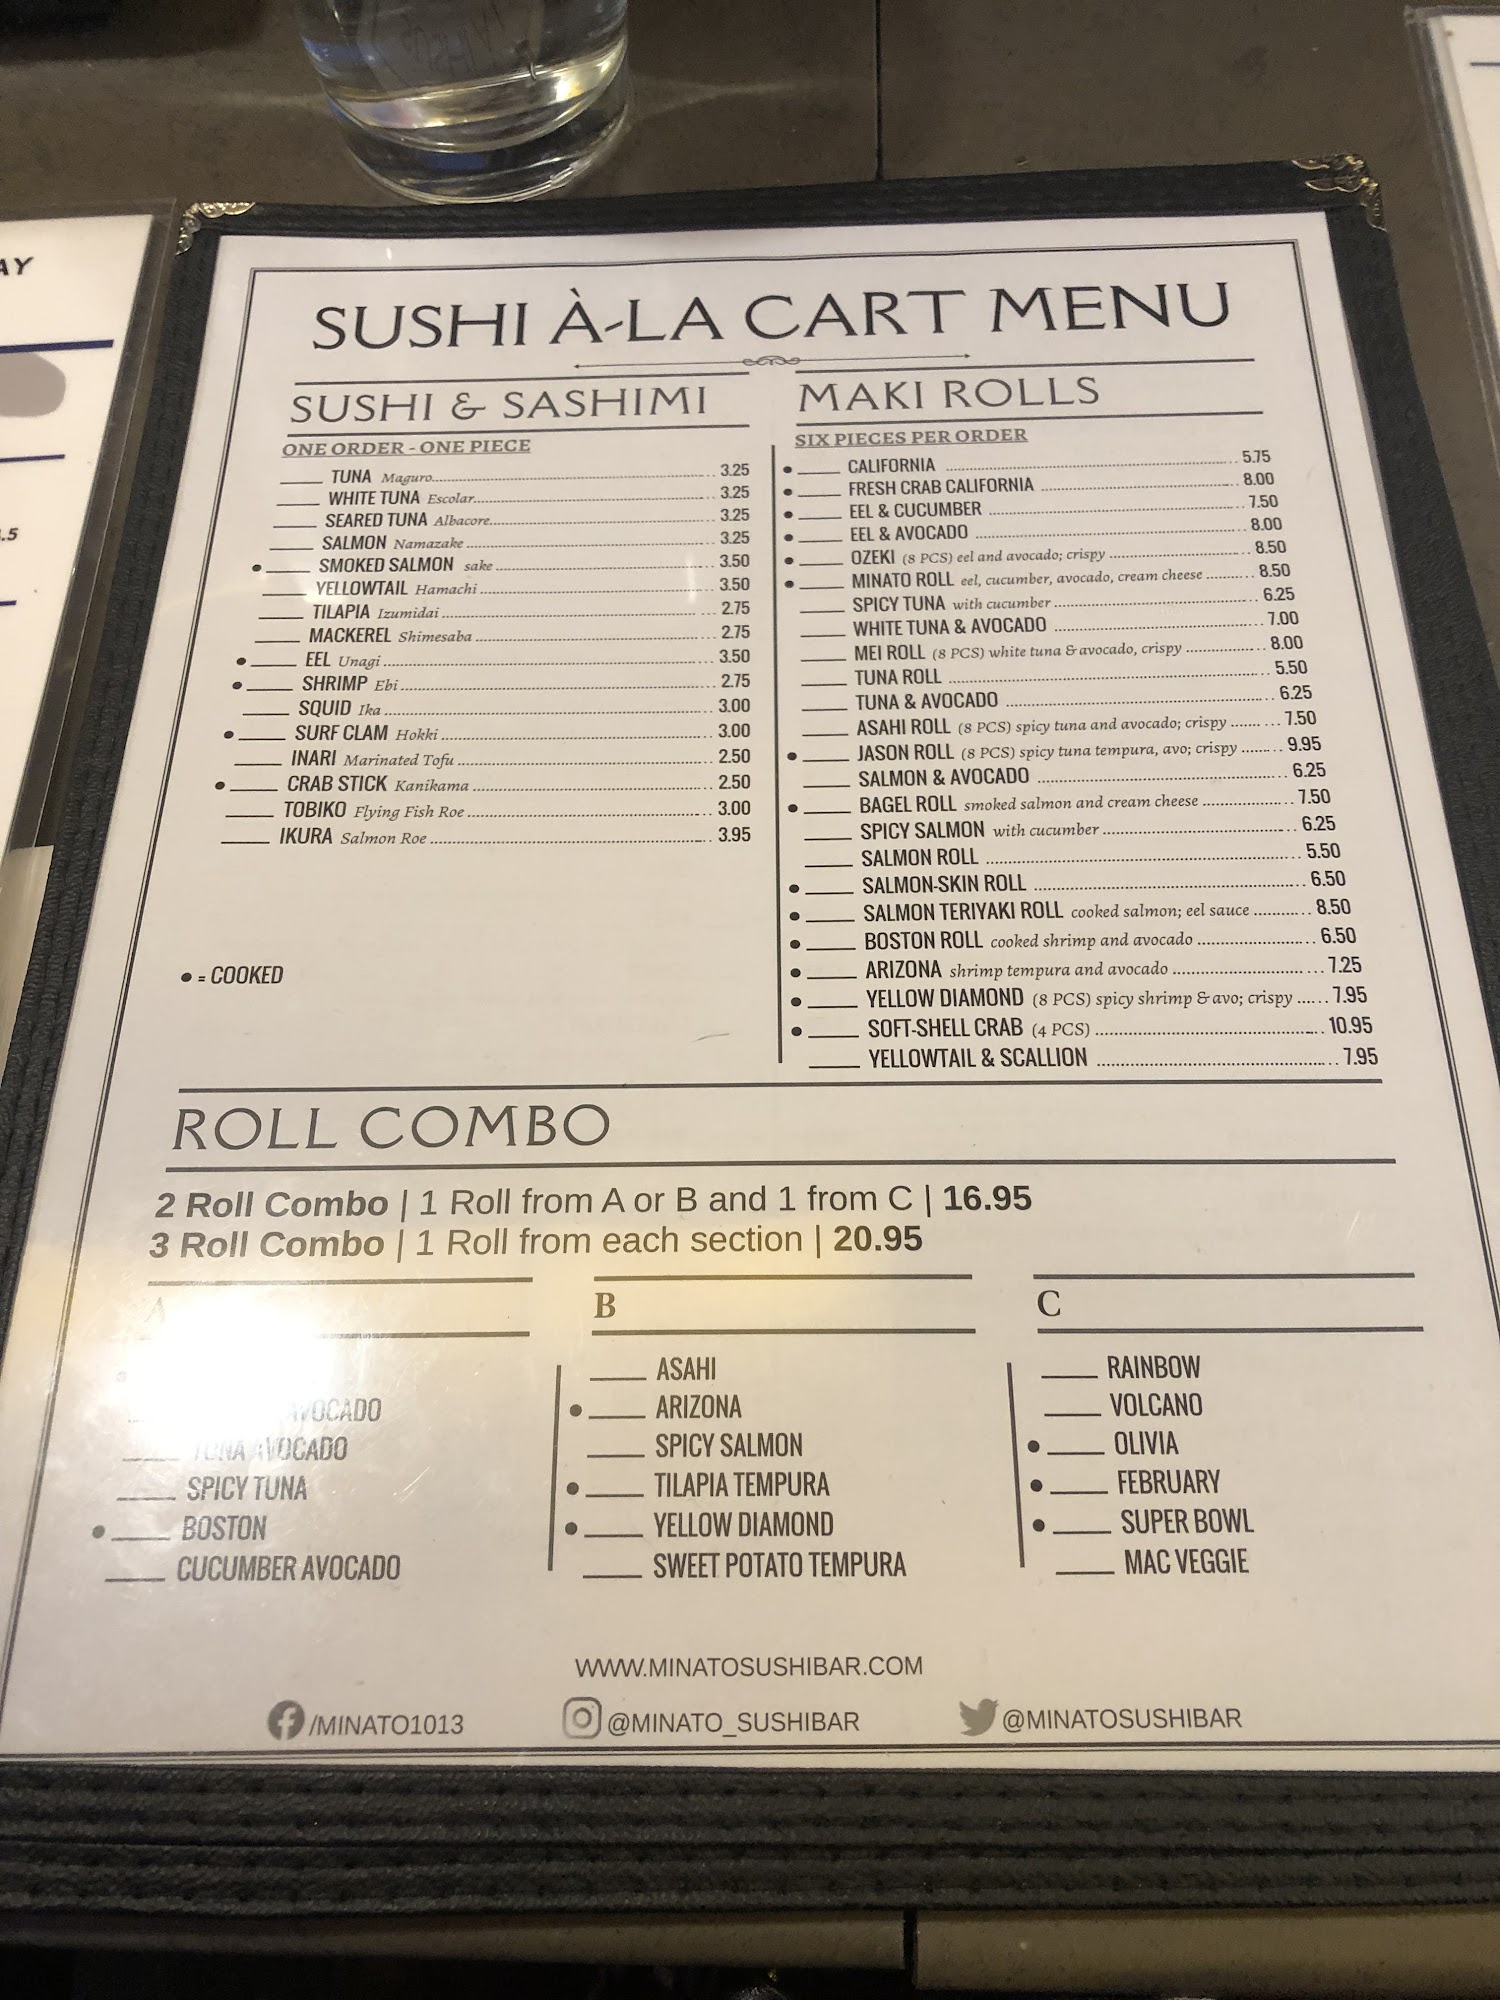 AY
.5
SUSHI À-LA CART MENU
SUSHI & SASHIMI
ONE ORDER - ONE PIECE
TUNA Maguro 3.25
WHITE TUNA Escolar 3.25
SEARED TUNA Albacore 3.25
SALMON Namazake 3.25
• SMOKED SALMON sake 3.50
YELLOWTAIL Hamachi 3.50
TILAPIA Izumidai 2.75
MACKEREL Shimesaba 2.75
• EEL Unagi 3.50
• SHRIMP Ebi 2.75
SQUID Ika 3.00
• SURF CLAM Hokki 3.00
INARI Marinated Tofu 2.50
• CRAB STICK Kanikama 2.50
TOBIKO Flying Fish Roe 3.00
IKURA Salmon Roe 3.95
• = COOKED
MAKI ROLLS
SIX PIECES PER ORDER
• CALIFORNIA 5.75
• FRESH CRAB CALIFORNIA 8.00
• EEL & CUCUMBER 7.50
• EEL & AVOCADO 8.00
• OZEKI (8 PCS) eel and avocado; crispy 8.50
• MINATO ROLL eel, cucumber, avocado, cream cheese 8.50
SPICY TUNA with cucumber 6.25
WHITE TUNA & AVOCADO 7.00
MEI ROLL (8 PCS) white tuna & avocado, crispy 8.00
TUNA ROLL 5.50
TUNA & AVOCADO 6.25
ASAHI ROLL (8 PCS) spicy tuna and avocado; crispy 7.50
• JASON ROLL (8 PCS) spicy tuna tempura, avo; crispy 9.95
SALMON & AVOCADO 6.25
• BAGEL ROLL smoked salmon and cream cheese 7.50
SPICY SALMON with cucumber 6.25
SALMON ROLL 5.50
• SALMON-SKIN ROLL 6.50
• SALMON TERIYAKI ROLL cooked salmon; eel sauce 8.50
• BOSTON ROLL cooked shrimp and avocado 6.50
• ARIZONA shrimp tempura and avocado 7.25
• YELLOW DIAMOND (8 PCS) spicy shrimp & avo; crispy 7.95
• SOFT-SHELL CRAB (4 PCS) 10.95
YELLOWTAIL & SCALLION 7.95
ROLL COMBO
2 Roll Combo | 1 Roll from A or B and 1 from C | 16.95
3 Roll Combo | 1 Roll from each section | 20.95
A
AVOCADO
TUNA AVOCADO
SPICY TUNA
• BOSTON
CUCUMBER AVOCADO
B
ASAHI
• ARIZONA
SPICY SALMON
• TILAPIA TEMPURA
• YELLOW DIAMOND
SWEET POTATO TEMPURA
C
RAINBOW
VOLCANO
• OLIVIA
• FEBRUARY
• SUPER BOWL
MAC VEGGIE
WWW.MINATOSUSHIBAR.COM
/MINATO1013 @MINATO_SUSHIBAR @MINATOSUSHIBAR